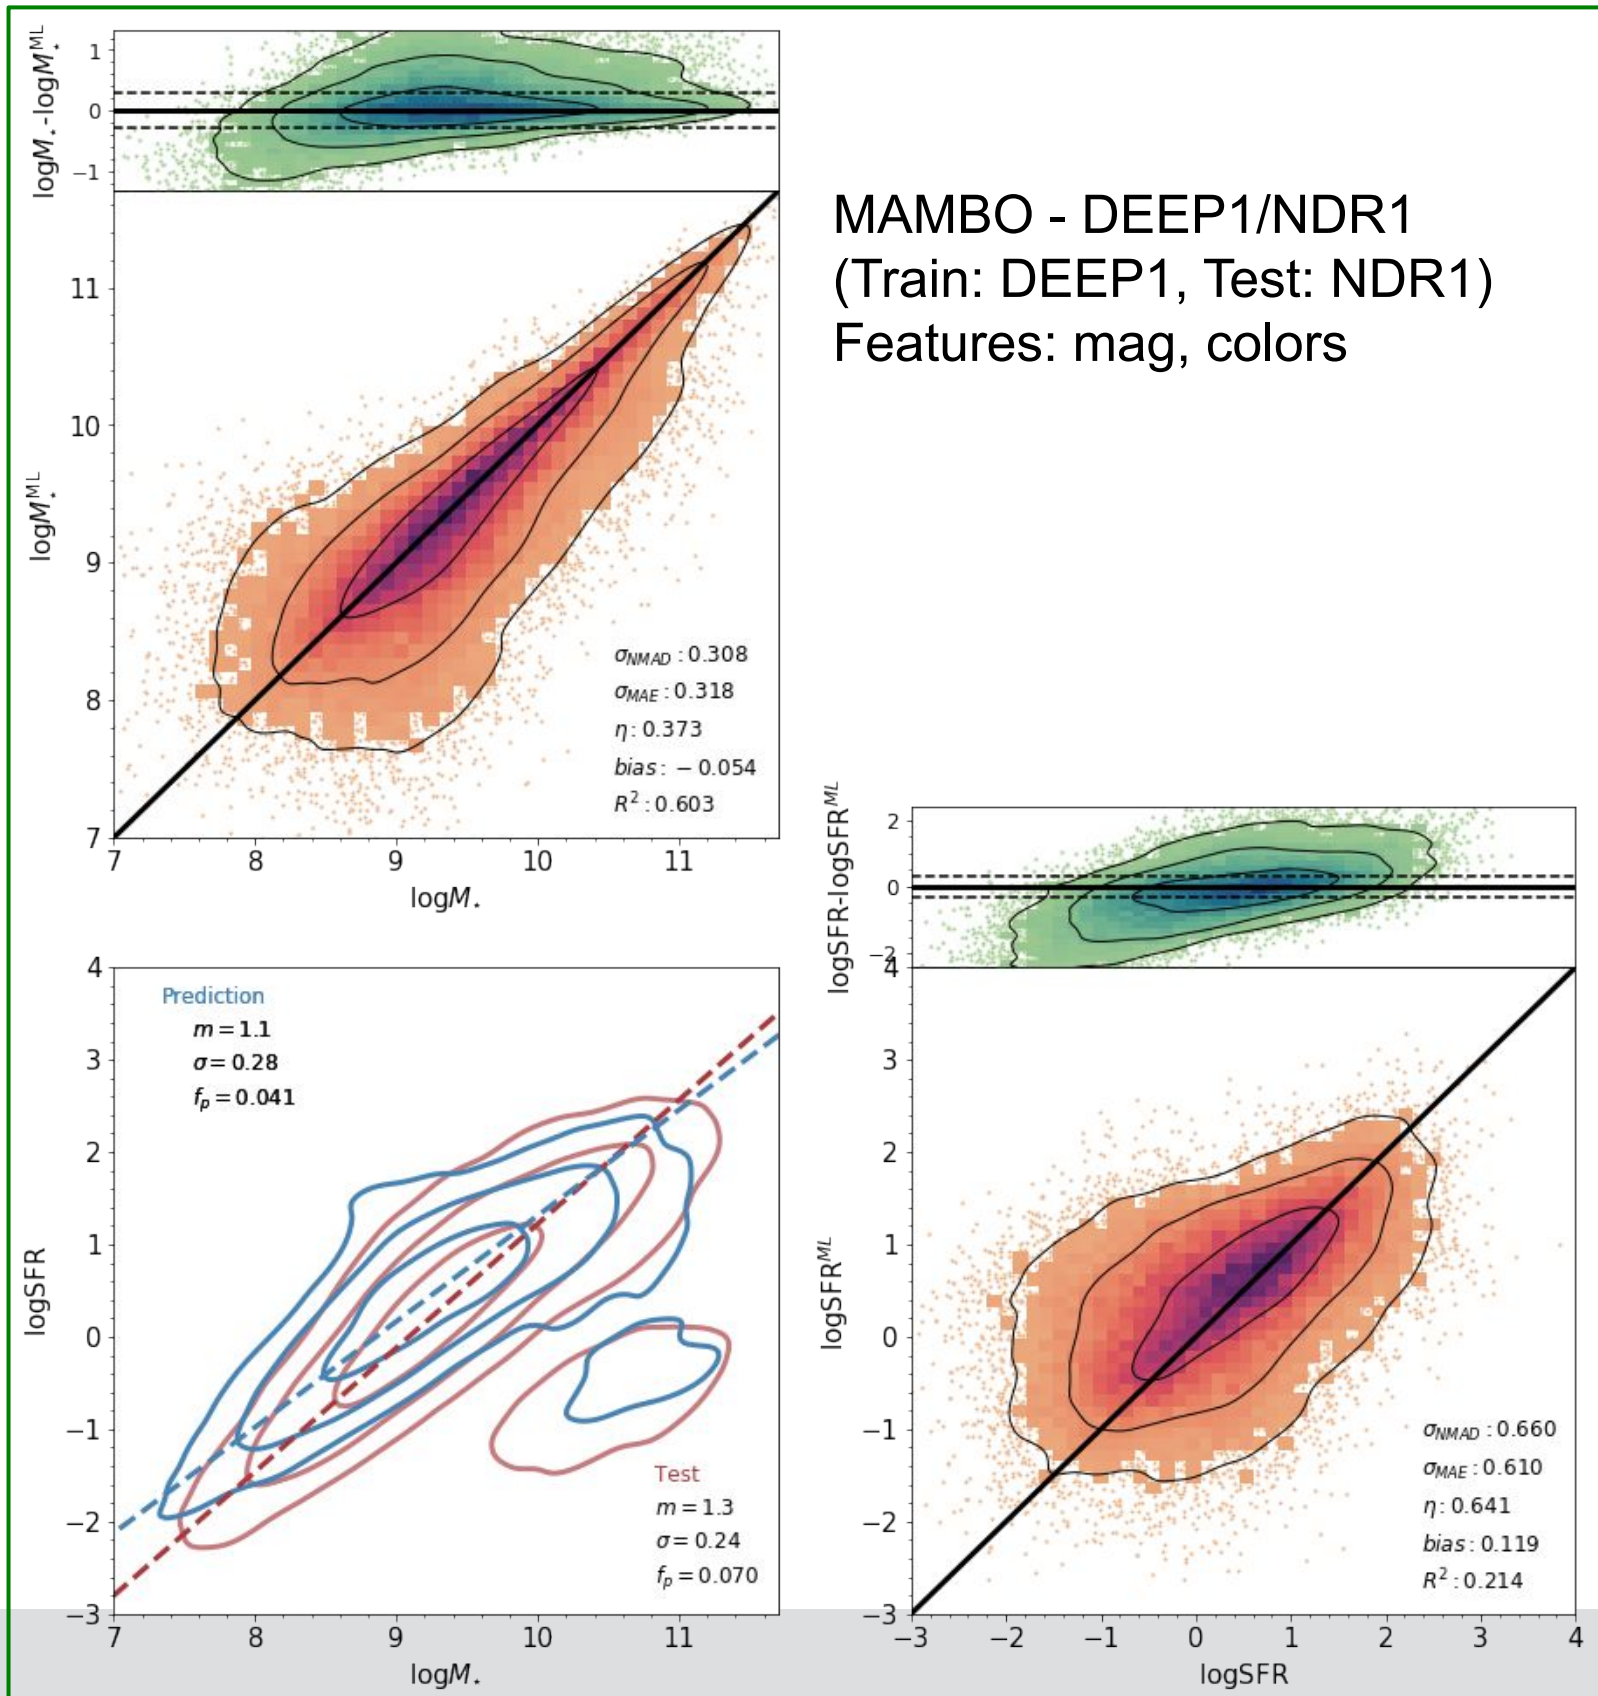 logM⋆-logM⋆^ML
1
0
−1
MAMBO - DEEP1/NDR1
(Train: DEEP1, Test: NDR1)
Features: mag, colors
logM⋆^ML
11
10
9
8
7
σNMAD : 0.308
σMAE : 0.318
η : 0.373
bias : − 0.054
R² : 0.603
7 8 9 10 11
logM⋆
logSFR-logSFR^ML
2
0
−2
logSFR
4
3
2
1
0
−1
−2
−3
Prediction
m = 1.1
σ = 0.28
fp = 0.041
Test
m = 1.3
σ = 0.24
fp = 0.070
7 8 9 10 11
logM⋆
logSFR^ML
4
3
2
1
0
−1
−2
−3
σNMAD : 0.660
σMAE : 0.610
η : 0.641
bias : 0.119
R² : 0.214
−3 −2 −1 0 1 2 3 4
logSFR